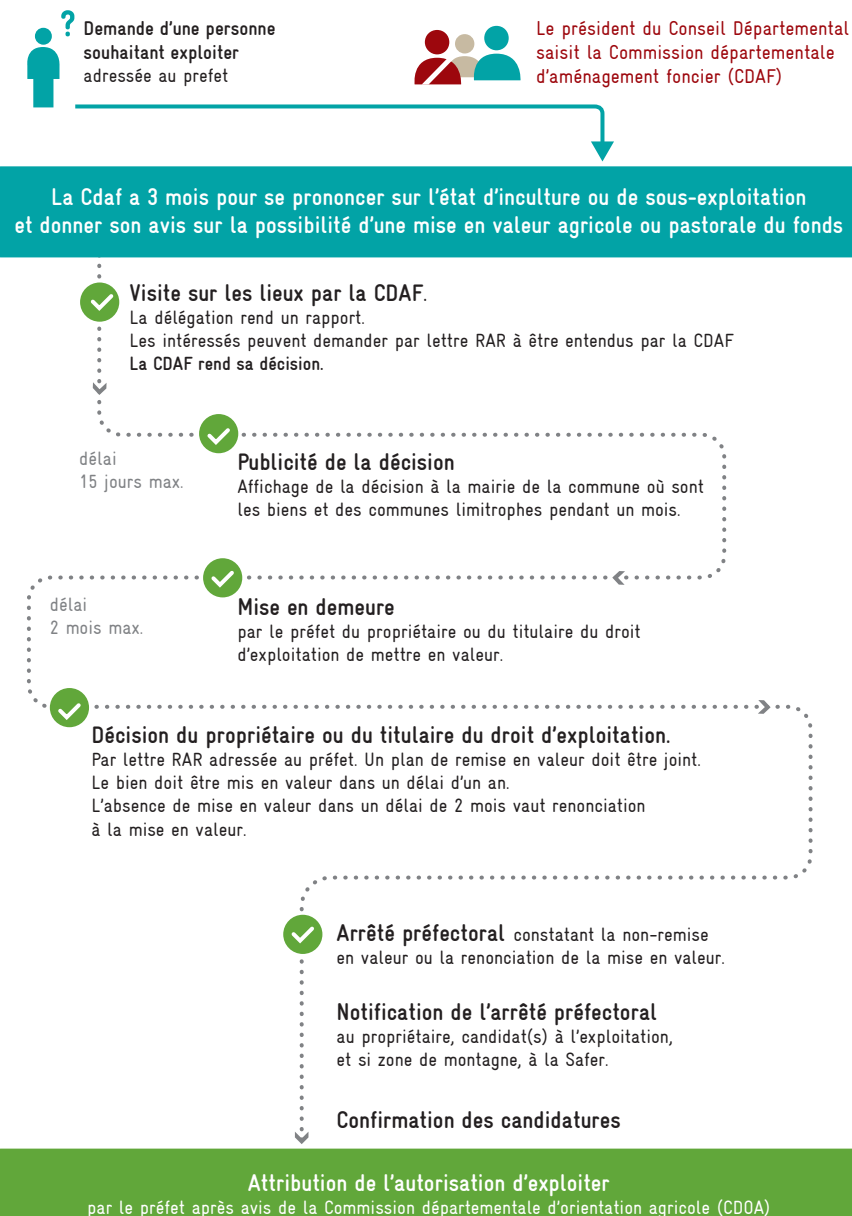 ?
Demande d'une personne
souhaitant exploiter
adressée au prefet
Le président du Conseil Départemental
saisit la Commission départementale
d'aménagement foncier (CDAF)
La Cdaf a 3 mois pour se prononcer sur l'état d'inculture ou de sous-exploitation
et donner son avis sur la possibilité d'une mise en valeur agricole ou pastorale du fonds
Visite sur les lieux par la CDAF.
La délégation rend un rapport.
Les intéressés peuvent demander par lettre RAR à être entendus par la CDAF
La CDAF rend sa décision.
délai
15 jours max.
Publicité de la décision
Affichage de la décision à la mairie de la commune où sont
les biens et des communes limitrophes pendant un mois.
délai
2 mois max.
Mise en demeure
par le préfet du propriétaire ou du titulaire du droit
d'exploitation de mettre en valeur.
Décision du propriétaire ou du titulaire du droit d'exploitation.
Par lettre RAR adressée au préfet. Un plan de remise en valeur doit être joint.
Le bien doit être mis en valeur dans un délai d'un an.
L'absence de mise en valeur dans un délai de 2 mois vaut renonciation
à la mise en valeur.
Arrêté préfectoral constatant la non-remise
en valeur ou la renonciation de la mise en valeur.
Notification de l'arrêté préfectoral
au propriétaire, candidat(s) à l'exploitation,
et si zone de montagne, à la Safer.
Confirmation des candidatures
Attribution de l'autorisation d'exploiter
par le préfet après avis de la Commission départementale d'orientation agricole (CDOA)